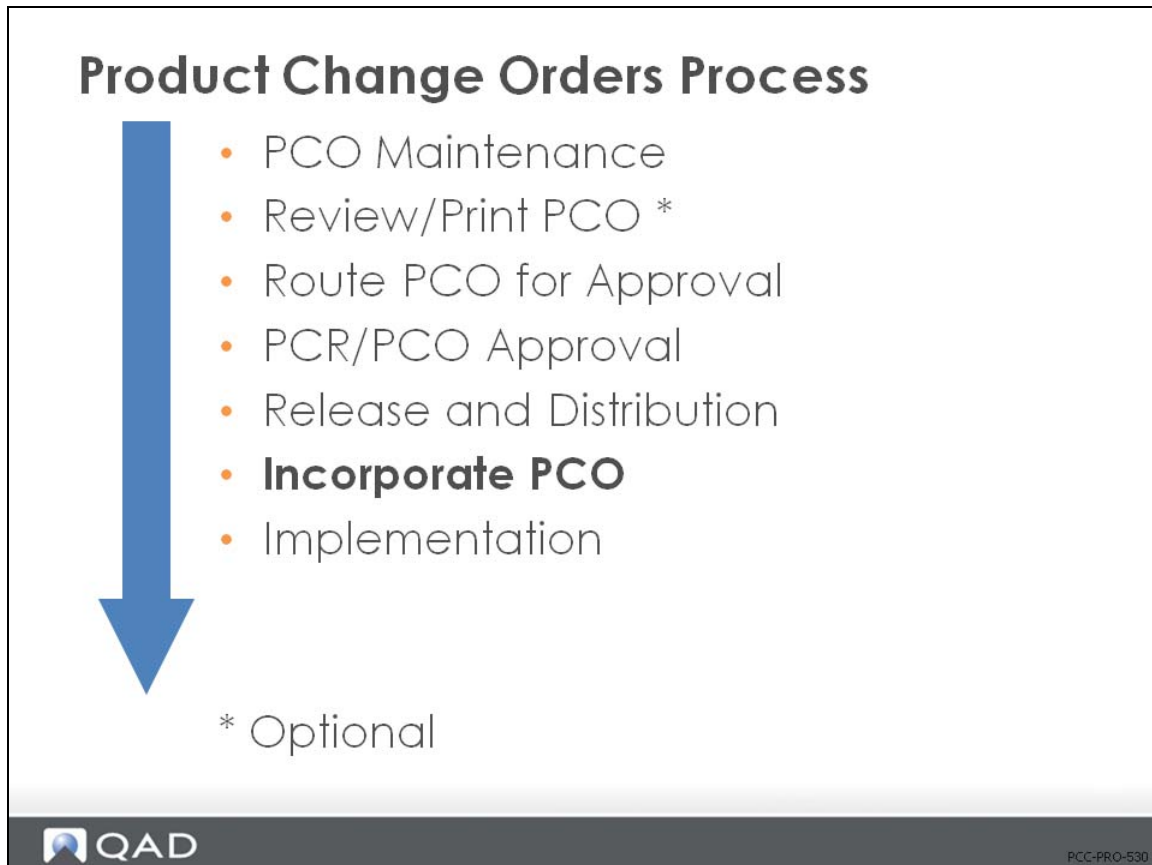 Product Change Orders Process
• PCO Maintenance
• Review/Print PCO *
• Route PCO for Approval
• PCR/PCO Approval
• Release and Distribution
• Incorporate PCO
• Implementation
* Optional
QAD
PCC-PRO-530